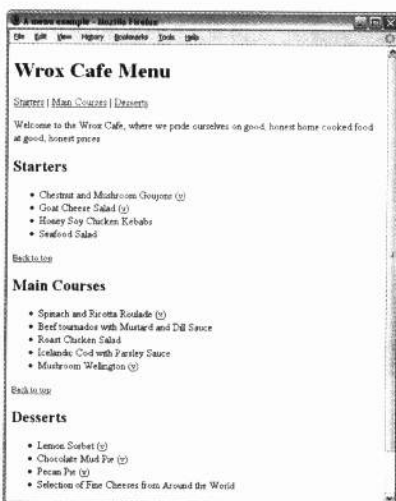 A menu example - Mozilla Firefox
File Edit View History Bookmarks Tools Help
Wrox Cafe Menu
Starters | Main Courses | Desserts
Welcome to the Wrox Cafe, where we pride ourselves on good, honest home cooked food
at good, honest prices
Starters
• Chestnut and Mushroom Goujons (v)
• Goat Cheese Salad (v)
• Honey Soy Chicken Kebabs
• Seafood Salad
Back to top
Main Courses
• Spinach and Ricotta Roulade (v)
• Beef tournados with Mustard and Dill Sauce
• Roast Chicken Salad
• Icelandic Cod with Parsley Sauce
• Mushroom Wellington (v)
Back to top
Desserts
• Lemon Sorbet (v)
• Chocolate Mud Pie (v)
• Pecan Pie (v)
• Selection of Fine Cheeses from Around the World